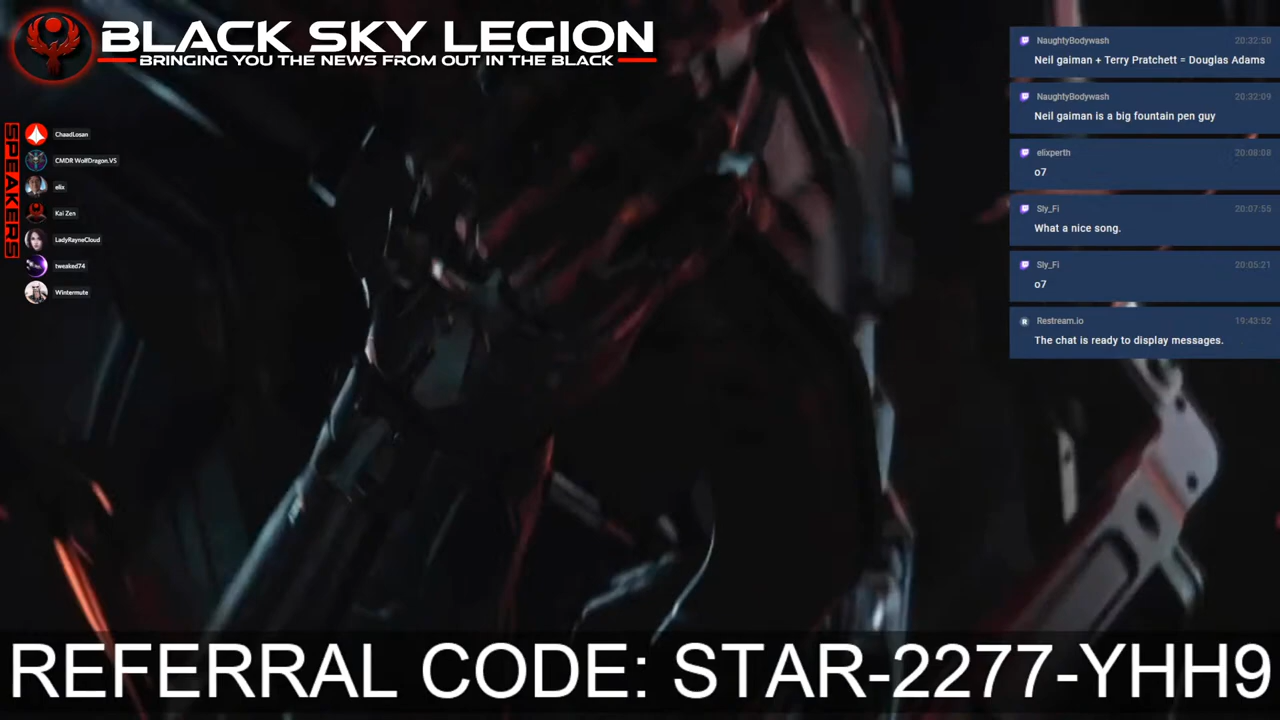 BLACK SKY LEGION
BRINGING YOU THE NEWS FROM OUT IN THE BLACK
SPEAKERS
ChaadLosan
CMDR WolfDragon.VS
elix
Kai Zen
LadyRayneCloud
tweaked74
Wintermute
NaughtyBodywash 20:32:50
Neil gaiman + Terry Pratchett = Douglas Adams
NaughtyBodywash 20:32:09
Neil gaiman is a big fountain pen guy
elixperth 20:08:08
o7
Sly_Fi 20:07:55
What a nice song.
Sly_Fi 20:05:21
o7
Restream.io 19:43:52
The chat is ready to display messages.
REFERRAL CODE: STAR-2277-YHH9